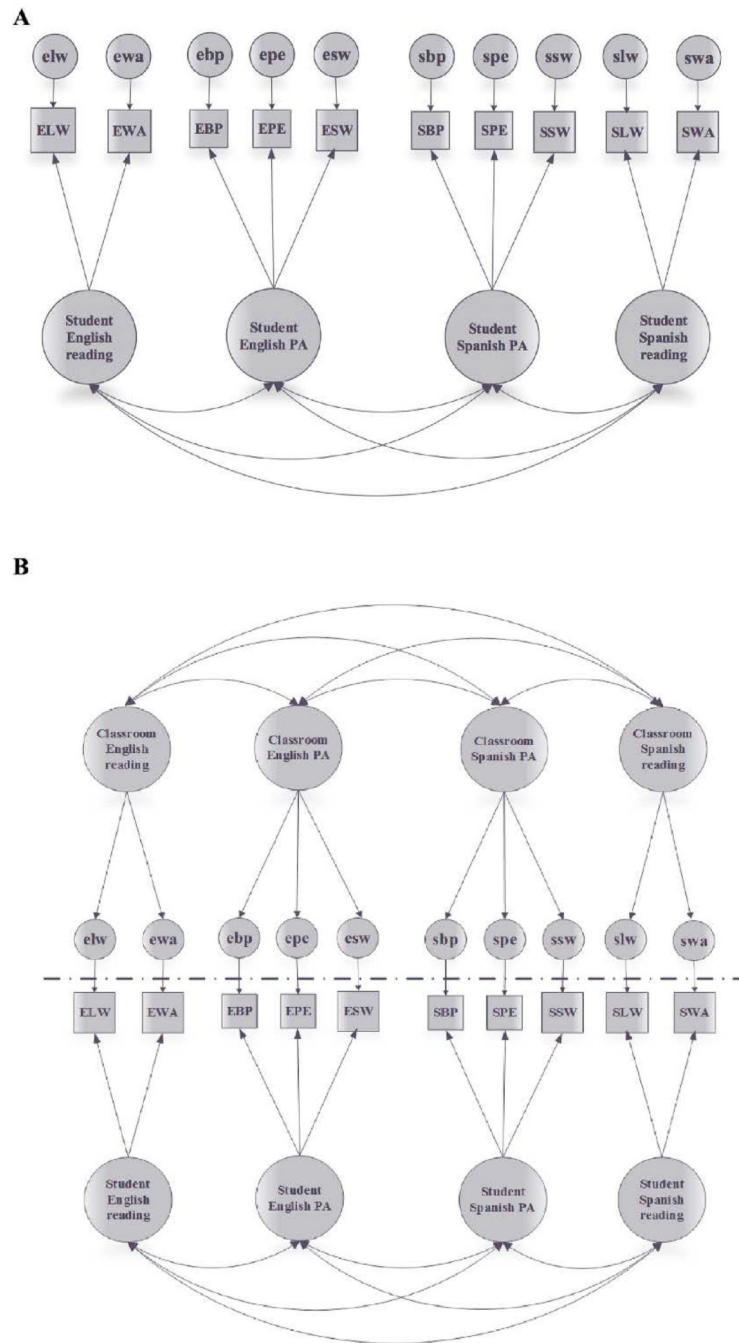 A
elw ewa ebp epe esw sbp spe ssw slw swa
ELW EWA EBP EPE ESW SBP SPE SSW SLW SWA
Student
English
reading
Student
English PA
Student
Spanish PA
Student
Spanish
reading
B
Classroom
English
reading
Classroom
English PA
Classroom
Spanish PA
Classroom
Spanish
reading
elw ewa ebp epe esw sbp spe ssw slw swa
ELW EWA EBP EPE ESW SBP SPE SSW SLW SWA
Student
English
reading
Student
English PA
Student
Spanish PA
Student
Spanish
reading